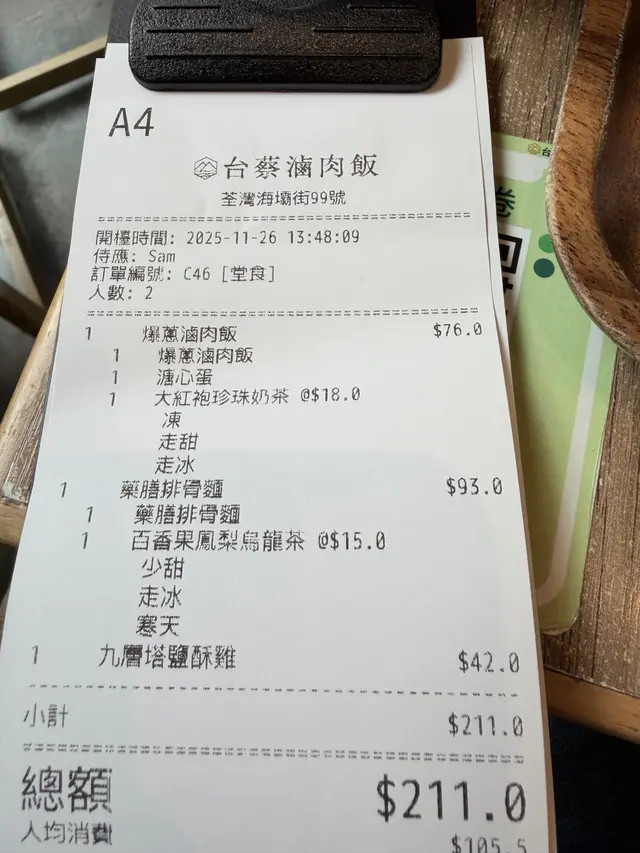 A4
台蔡滷肉飯
荃灣海壩街99號
開檯時間: 2025-11-26 13:48:09
侍應: Sam
訂單編號: C46 [堂食]
人數: 2
1 爆蔥滷肉飯 $76.0
1 爆蔥滷肉飯
1 溏心蛋
1 大紅袍珍珠奶茶 @$18.0
凍
走甜
走冰
1 藥膳排骨麵 $93.0
1 藥膳排骨麵
1 百香果鳳梨烏龍茶 @$15.0
少甜
走冰
寒天
1 九層塔鹽酥雞 $42.0
小計 $211.0
總額 $211.0
人均消費 $105.5
台
卷